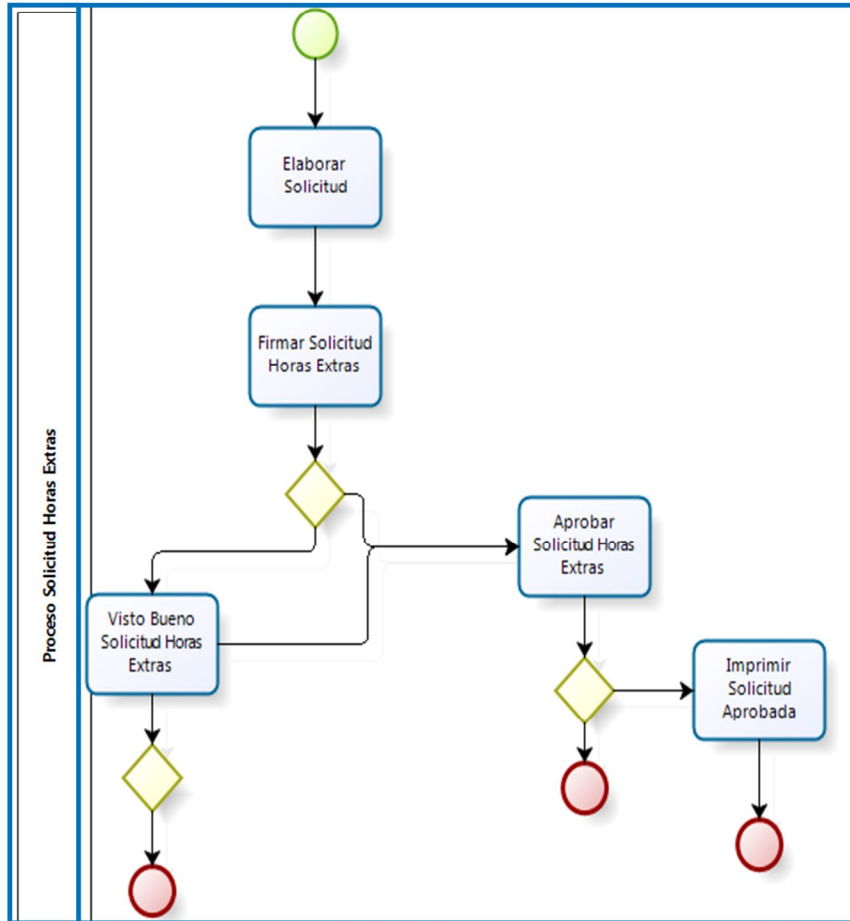 Proceso Solicitud Horas Extras
Elaborar
Solicitud
Firmar Solicitud
Horas Extras
Aprobar
Solicitud Horas
Extras
Visto Bueno
Solicitud Horas
Extras
Imprimir
Solicitud
Aprobada